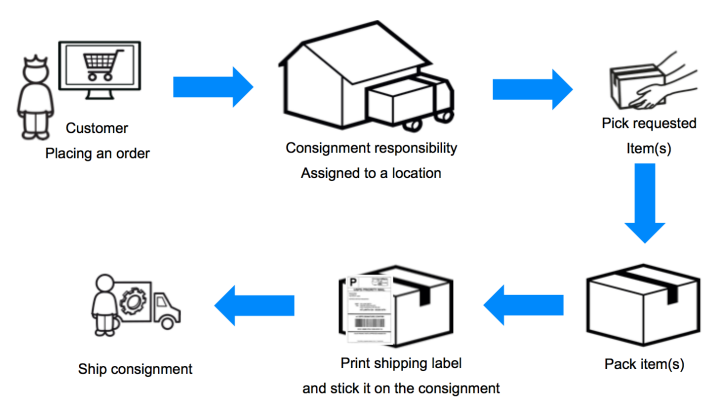 Customer
Placing an order
Consignment responsibility
Assigned to a location
Pick requested
Item(s)
Pack item(s)
P
Print shipping label
and stick it on the consignment
Ship consignment